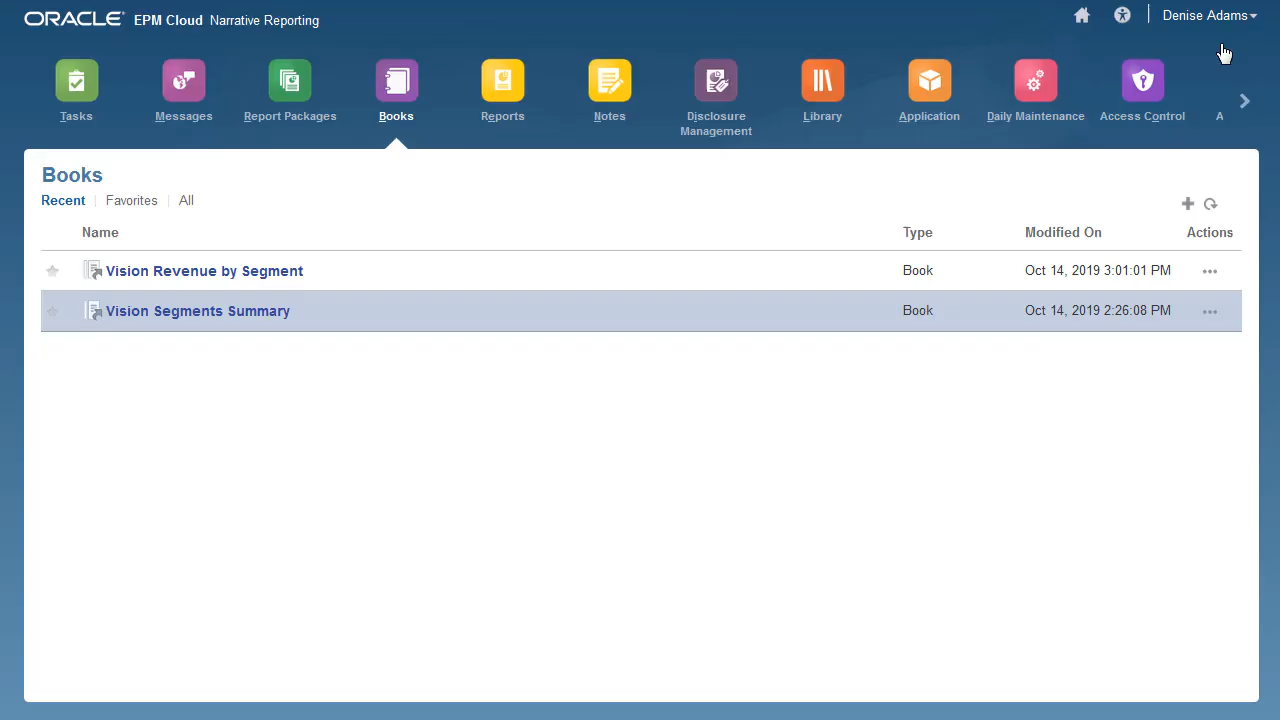 ORACLE EPM Cloud Narrative Reporting
Denise Adams
Tasks
Messages
Report Packages
Books
Reports
Notes
Disclosure
Management
Library
Application
Daily Maintenance
Access Control
A
Books
Recent | Favorites | All
Name Type Modified On Actions
Vision Revenue by Segment Book Oct 14, 2019 3:01:01 PM
Vision Segments Summary Book Oct 14, 2019 2:26:08 PM